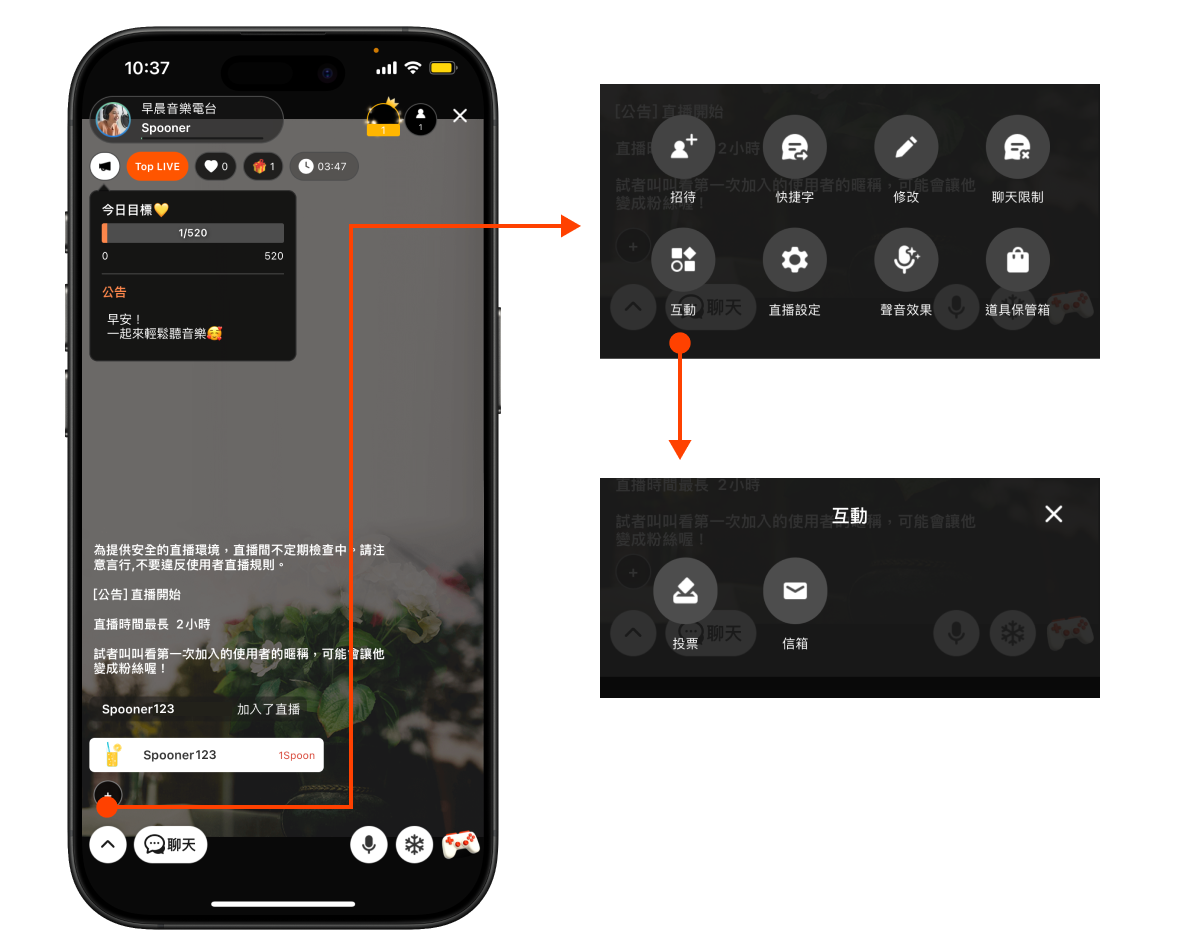 10:37
早晨音樂電台
Spooner
1
1
Top LIVE
0
1
03:47
今日目標💛
1/520
0 520
公告
早安！
一起來輕鬆聽音樂🥰
為提供安全的直播環境，直播間不定期檢查中，請注
意言行,不要違反使用者直播規則。
[公告] 直播開始
直播時間最長 2小時
試者叫叫看第一次加入的使用者的暱稱，可能會讓他
變成粉絲喔！
Spooner123 加入了直播
Spooner123 1Spoon
+
聊天
[公告] 直播開始
直播時 2小時
試者叫叫看第一次加入的使用者的暱稱，可能會讓他
變成粉絲喔！
招待 快捷字 修改 聊天限制
+
聊天
互動 直播設定 聲音效果 道具保管箱
直播時間最長 2小時
互動
試者叫叫看第一次加入的使用者的暱稱，可能會讓他
變成粉絲喔！
+
聊天
投票 信箱